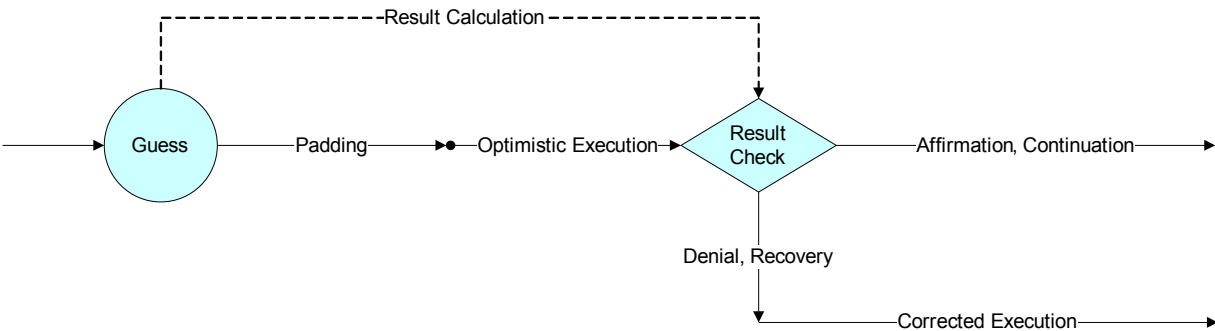 Result Calculation
Guess
Padding
Optimistic Execution
Result
Check
Affirmation, Continuation
Denial, Recovery
Corrected Execution